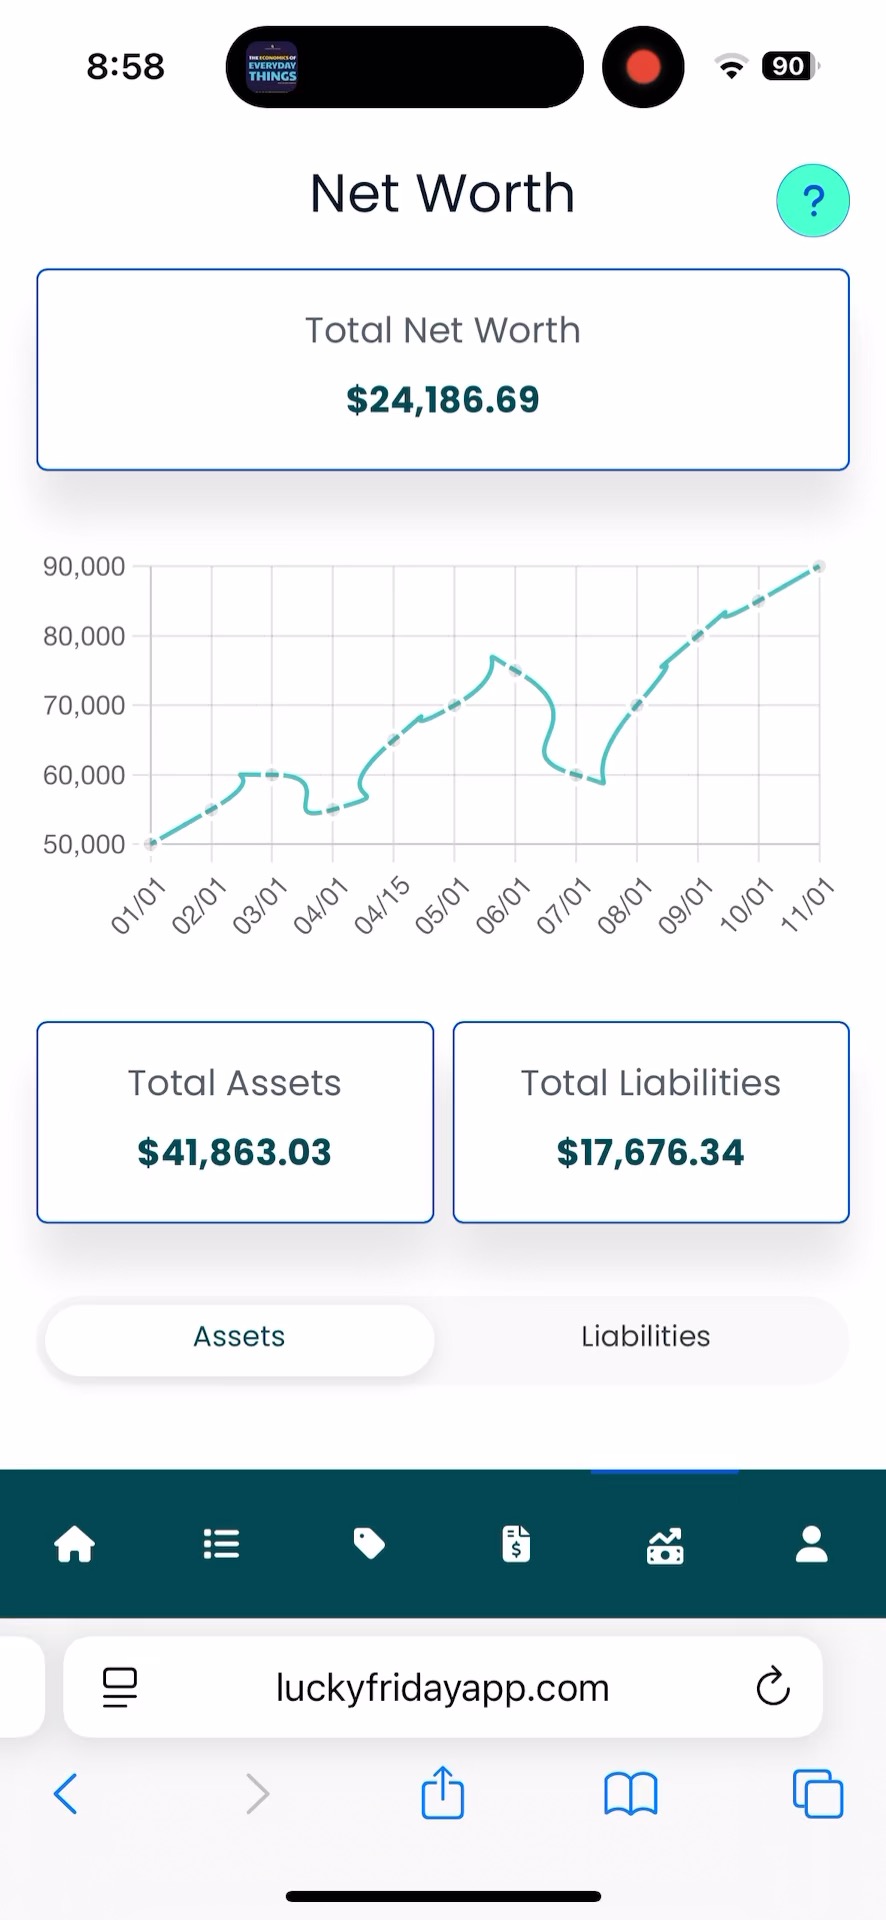 8:58
THE ECONOMICS OF
EVERYDAY
THINGS
90
Net Worth
?
Total Net Worth
$24,186.69
90,000
80,000
70,000
60,000
50,000
01/01 02/01 03/01 04/01 04/15 05/01 06/01 07/01 08/01 09/01 10/01 11/01
Total Assets
$41,863.03
Total Liabilities
$17,676.34
Assets
Liabilities
$
luckyfridayapp.com